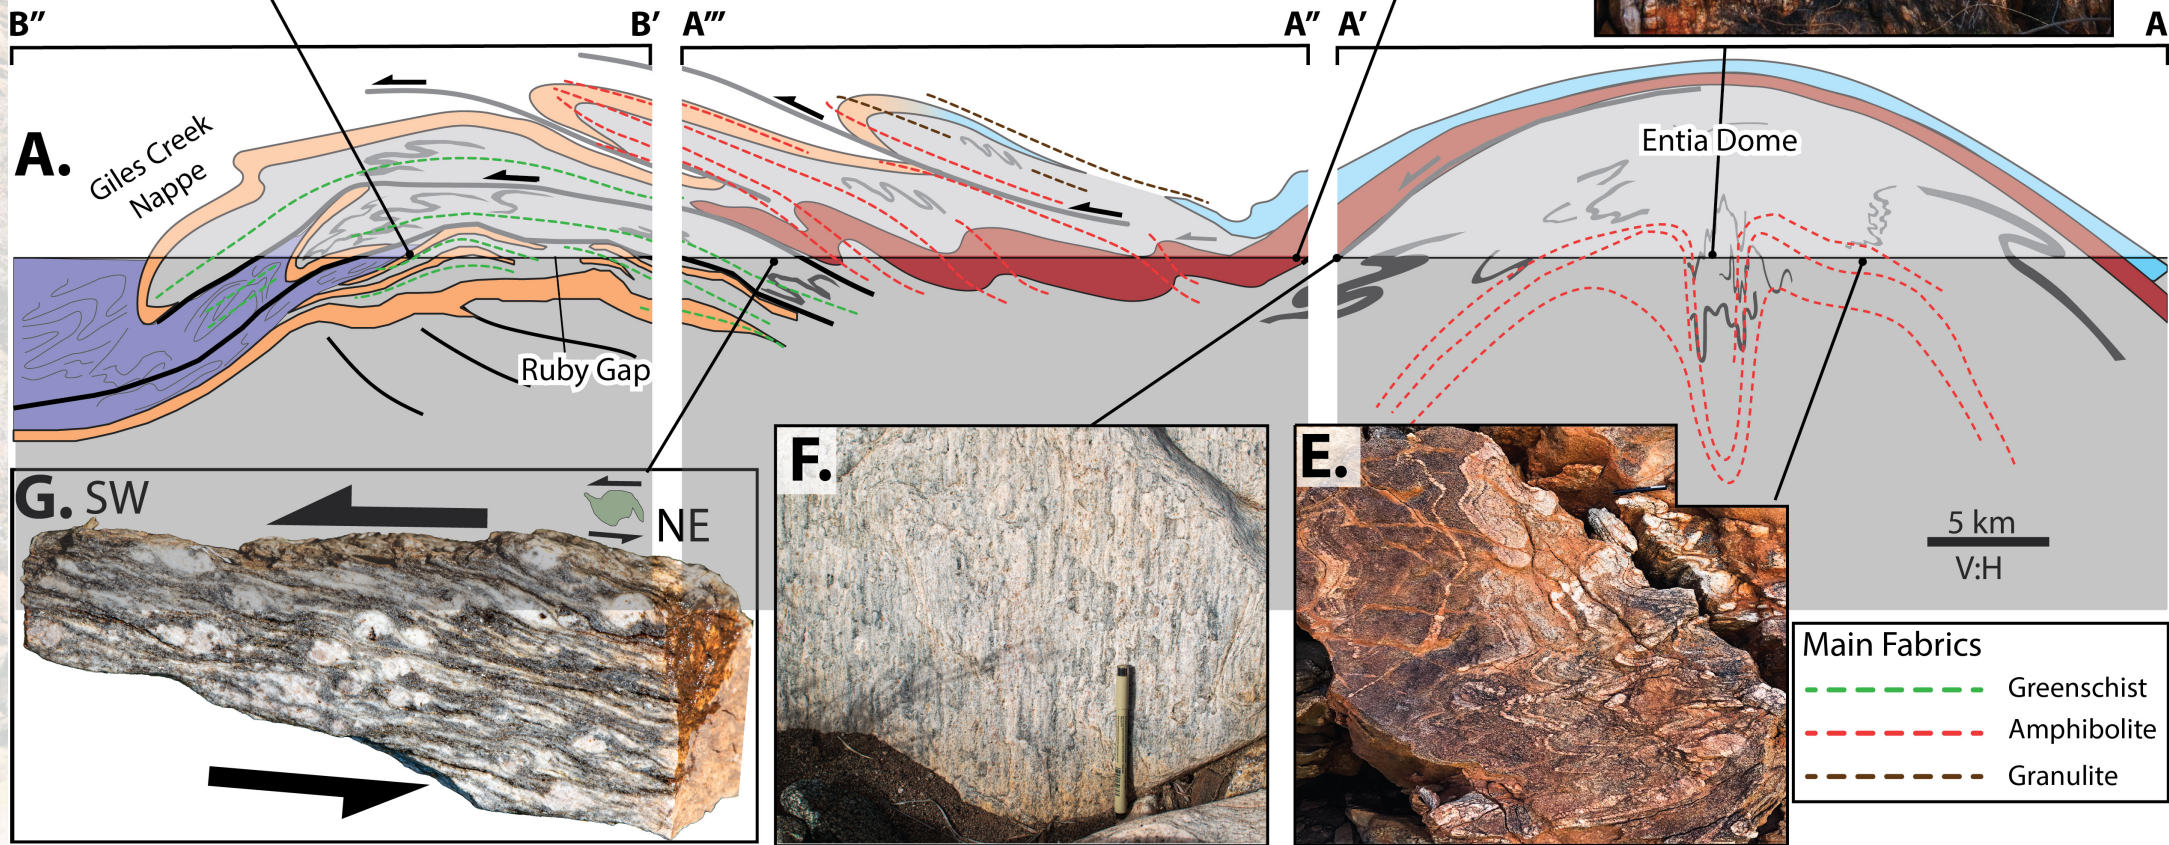 B″ B′ A‴ A″ A′ A
A.
Giles Creek
Nappe
Entia Dome
Ruby Gap
G. SW
NE
F.
E.
5 km
V:H
Main Fabrics
Greenschist
Amphibolite
Granulite